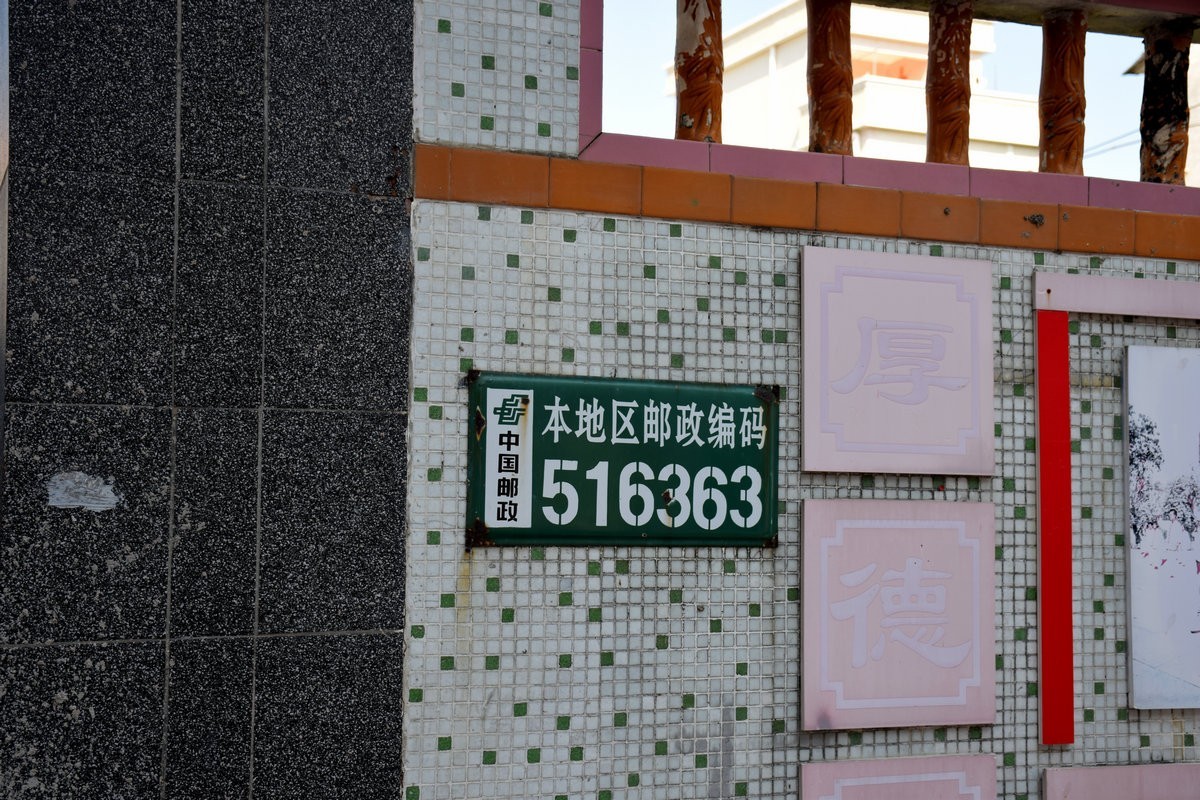 中国邮政
本地区邮政编码
516363
厚
德